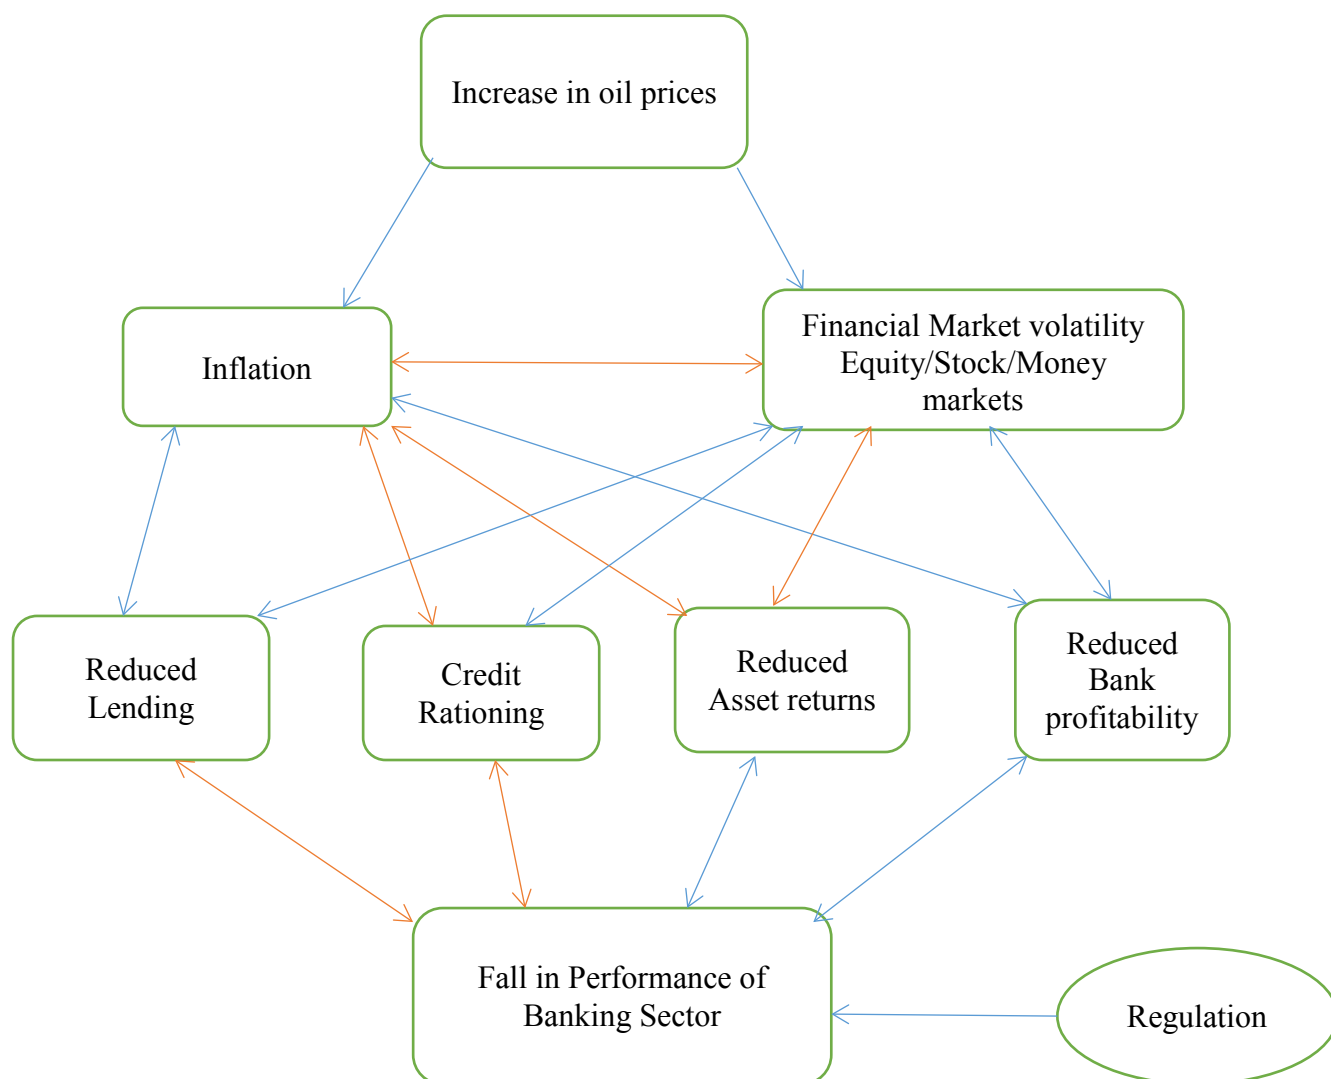 Increase in oil prices
Inflation
Financial Market volatility
Equity/Stock/Money
markets
Reduced
Lending
Credit
Rationing
Reduced
Asset returns
Reduced
Bank
profitability
Fall in Performance of
Banking Sector
Regulation